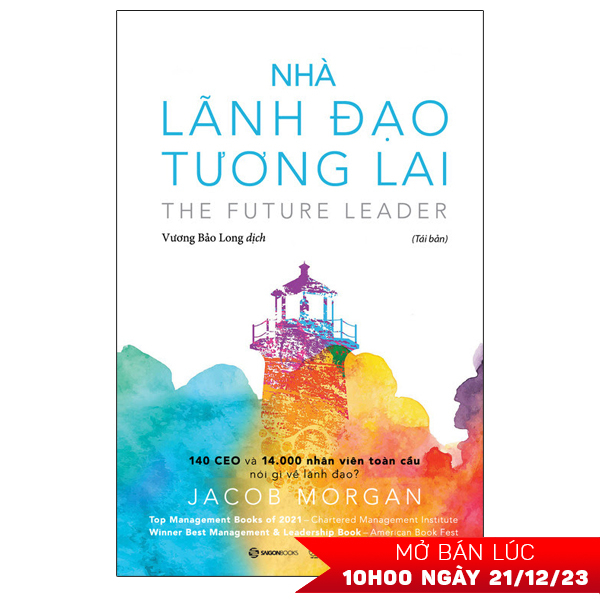 NHÀ
LÃNH ĐẠO
TƯƠNG LAI
THE FUTURE LEADER
Vương Bảo Long dịch
(Tái bản)
140 CEO và 14.000 nhân viên toàn cầu
nói gì về lãnh đạo?
JACOB MORGAN
Top Management Books of 2021 – Chartered Management Institute
Winner Best Management & Leadership Book – American Book Fest
SAIGONBOOKS
MỞ BÁN LÚC
10H00 NGÀY 21/12/23